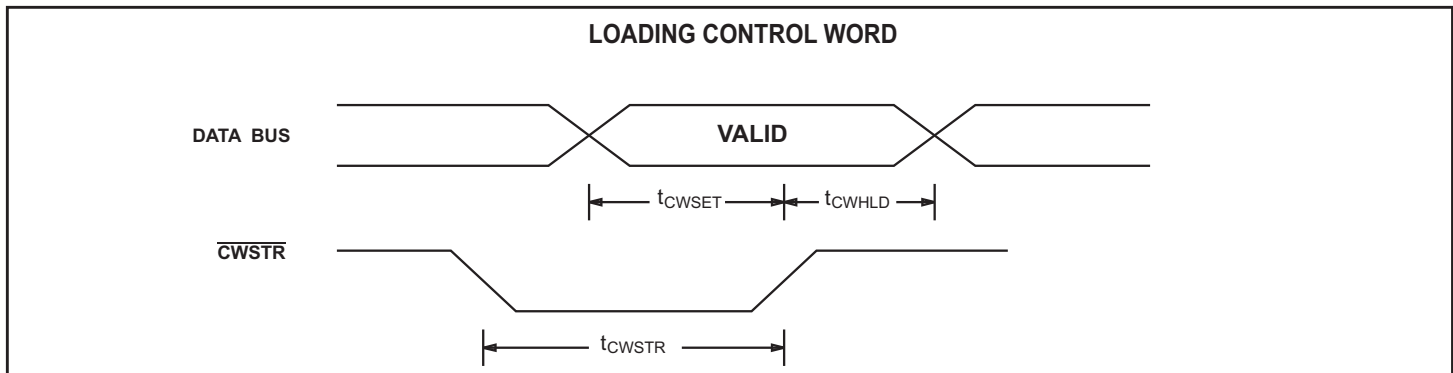 LOADING CONTROL WORD
DATA BUS
VALID
tCWSET
tCWHLD
CWSTR
tCWSTR